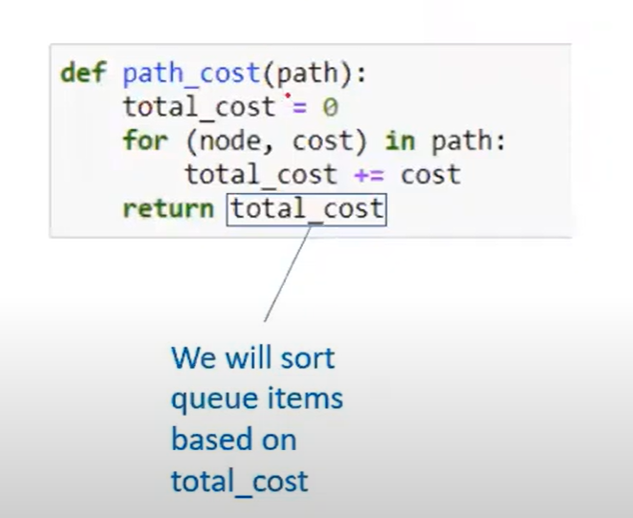 def path_cost(path):
    total_cost = 0
    for (node, cost) in path:
        total_cost += cost
    return total_cost
We will sort
queue items
based on
total_cost